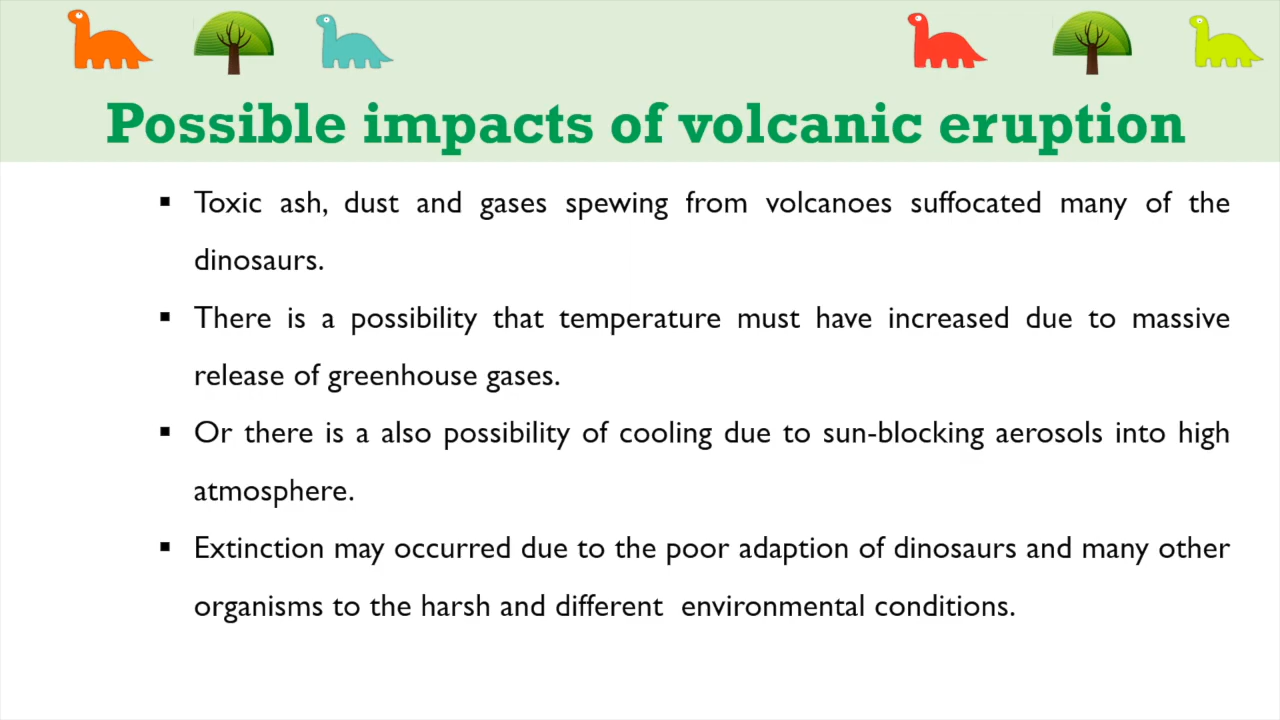 Possible impacts of volcanic eruption
▪ Toxic ash, dust and gases spewing from volcanoes suffocated many of the
dinosaurs.
▪ There is a possibility that temperature must have increased due to massive
release of greenhouse gases.
▪ Or there is a also possibility of cooling due to sun-blocking aerosols into high
atmosphere.
▪ Extinction may occurred due to the poor adaption of dinosaurs and many other
organisms to the harsh and different  environmental conditions.